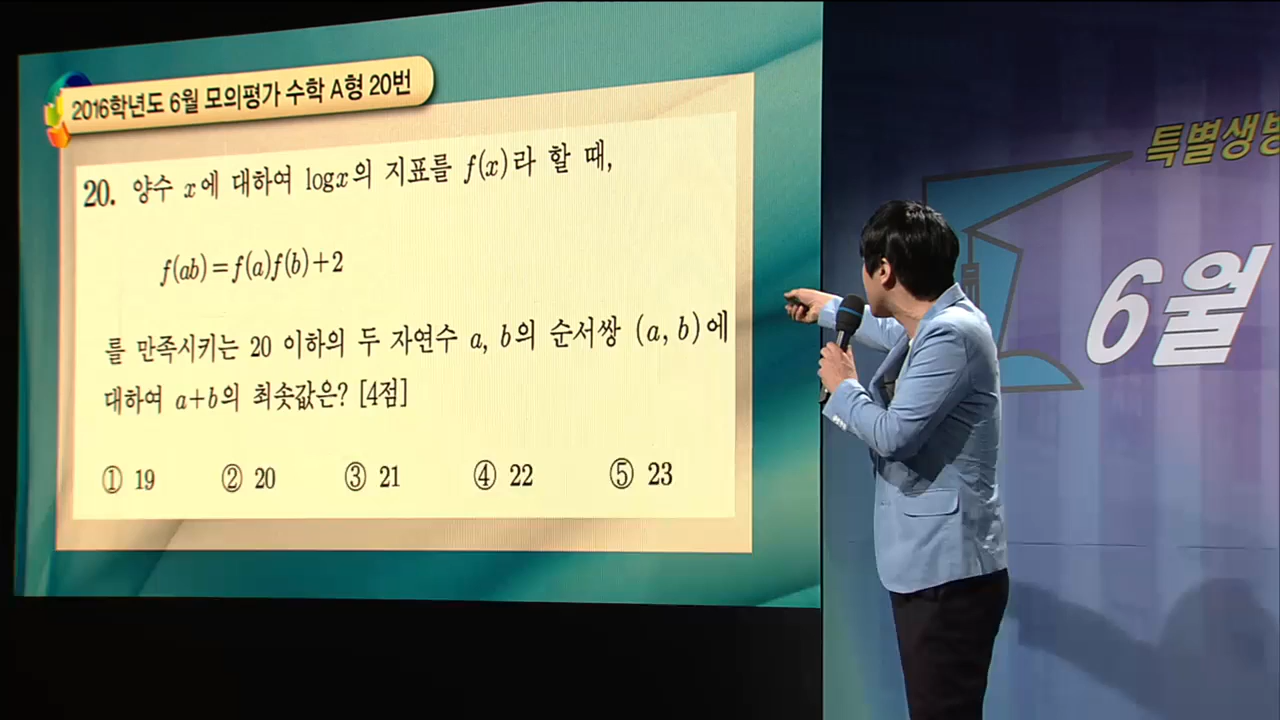 2016학년도 6월 모의평가 수학 A형 20번
20. 양수 x에 대하여 logx의 지표를 f(x)라 할 때,
f(ab)=f(a)f(b)+2
를 만족시키는 20 이하의 두 자연수 a, b의 순서쌍 (a, b)에
대하여 a+b의 최솟값은? [4점]
① 19 ② 20 ③ 21 ④ 22 ⑤ 23
특별생방
6월